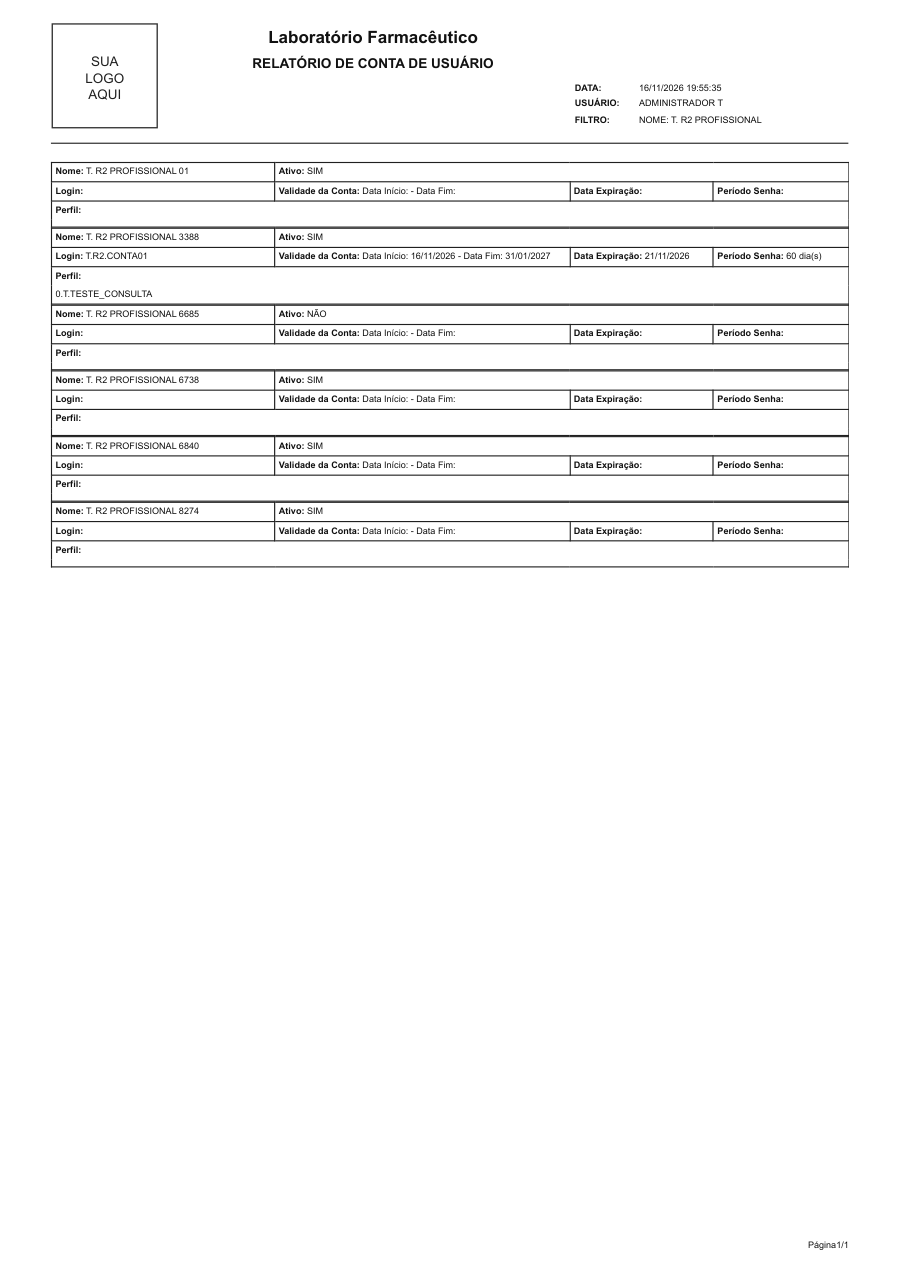 SUA
LOGO
AQUI
Laboratório Farmacêutico
RELATÓRIO DE CONTA DE USUÁRIO
DATA: 16/11/2026 19:55:35
USUÁRIO: ADMINISTRADOR T
FILTRO: NOME: T. R2 PROFISSIONAL
Nome: T. R2 PROFISSIONAL 01 Ativo: SIM
Login: Validade da Conta: Data Início: - Data Fim: Data Expiração: Período Senha:
Perfil:
Nome: T. R2 PROFISSIONAL 3388 Ativo: SIM
Login: T.R2.CONTA01 Validade da Conta: Data Início: 16/11/2026 - Data Fim: 31/01/2027 Data Expiração: 21/11/2026 Período Senha: 60 dia(s)
Perfil:
0.T.TESTE_CONSULTA
Nome: T. R2 PROFISSIONAL 6685 Ativo: NÃO
Login: Validade da Conta: Data Início: - Data Fim: Data Expiração: Período Senha:
Perfil:
Nome: T. R2 PROFISSIONAL 6738 Ativo: SIM
Login: Validade da Conta: Data Início: - Data Fim: Data Expiração: Período Senha:
Perfil:
Nome: T. R2 PROFISSIONAL 6840 Ativo: SIM
Login: Validade da Conta: Data Início: - Data Fim: Data Expiração: Período Senha:
Perfil:
Nome: T. R2 PROFISSIONAL 8274 Ativo: SIM
Login: Validade da Conta: Data Início: - Data Fim: Data Expiração: Período Senha:
Perfil:
Página1/1